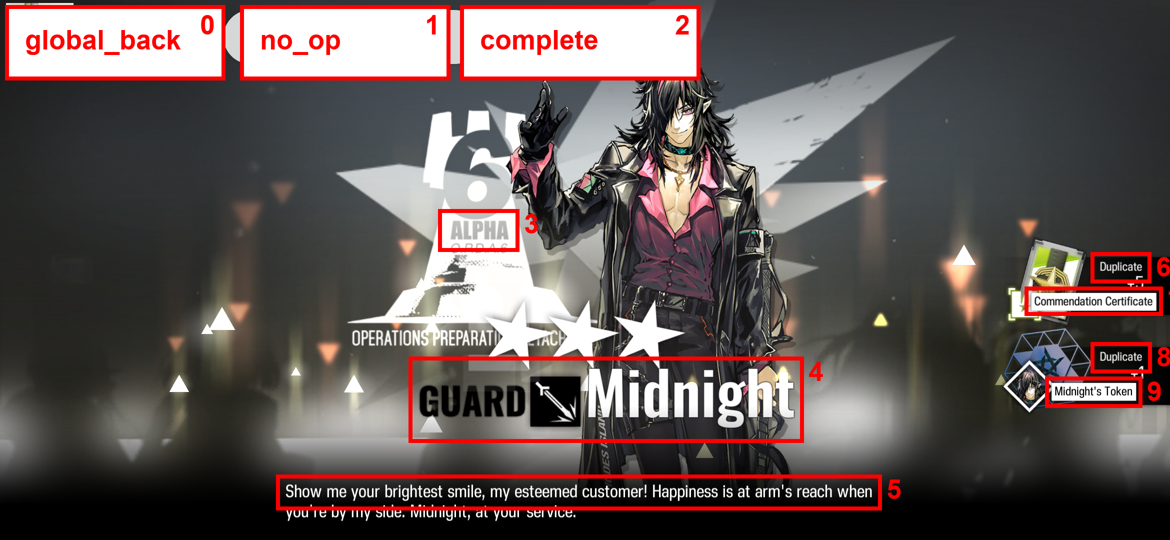 global_back 0
no_op 1
complete 2
6
ALPHA
3
Duplicate 6
Commendation Certificate
Duplicate 8
Midnight's Token 9
GUARD Midnight 4
Show me your brightest smile, my esteemed customer! Happiness is at arm's reach when 5
you're by my side. Midnight, at your service.